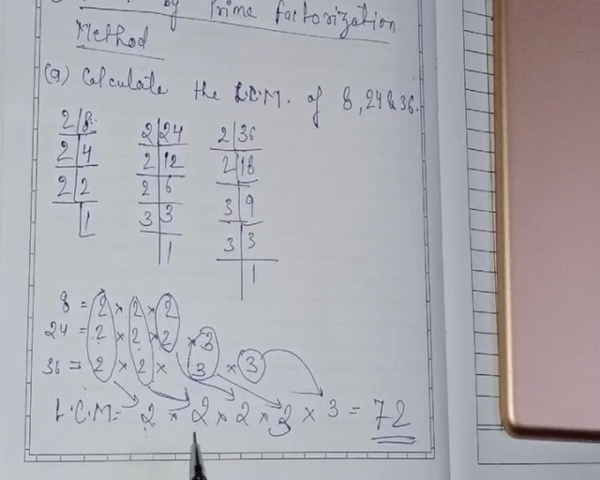 by Prime Factorization
Method
(a) Calculate the L.C.M. of 8, 24 & 36.
2 8
2 4
2 2
1
2 24
2 12
2 6
3 3
1
2 36
2 18
3 9
3 3
1
8 = 2 × 2 × 2
24 = 2 × 2 × 2 × 3
36 = 2 × 2 × 3 × 3
L.C.M = 2 × 2 × 2 × 3 × 3 = 72